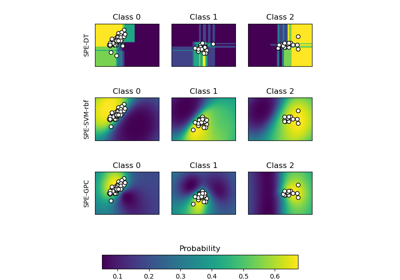 Class 0 Class 1 Class 2
SPE-DT
Class 0 Class 1 Class 2
SPE-SVM-rbf
Class 0 Class 1 Class 2
SPE-GPC
Probability
0.1 0.2 0.3 0.4 0.5 0.6